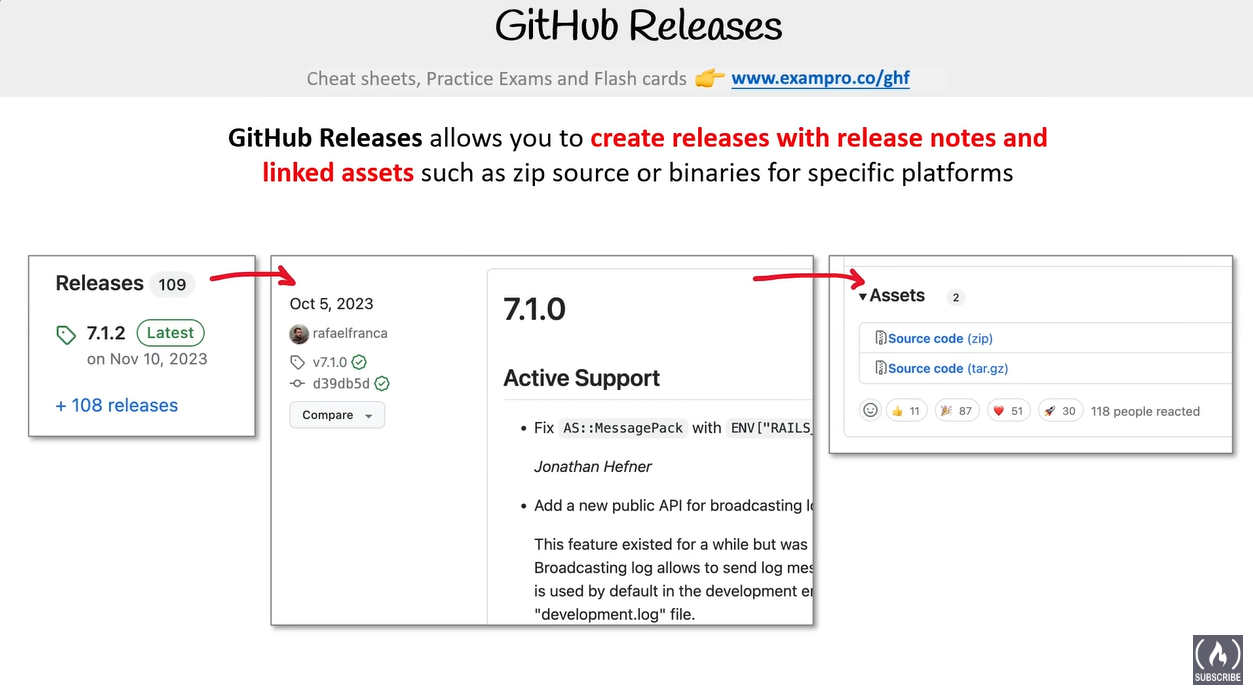 GitHub Releases
Cheat sheets, Practice Exams and Flash cards 👉 www.exampro.co/ghf
GitHub Releases allows you to create releases with release notes and
linked assets such as zip source or binaries for specific platforms
Releases 109
7.1.2 Latest
on Nov 10, 2023
+ 108 releases
Oct 5, 2023
rafaelfranca
v7.1.0
d39db5d
Compare
7.1.0
Active Support
• Fix AS::MessagePack with ENV["RAILS_
Jonathan Hefner
• Add a new public API for broadcasting
This feature existed for a while but was
Broadcasting log allows to send log
is used by default in the development
"development.log" file.
Assets 2
Source code (zip)
Source code (tar.gz)
👍 11 🎉 87 ❤️ 51 🚀 30 118 people reacted
SUBSCRIBE